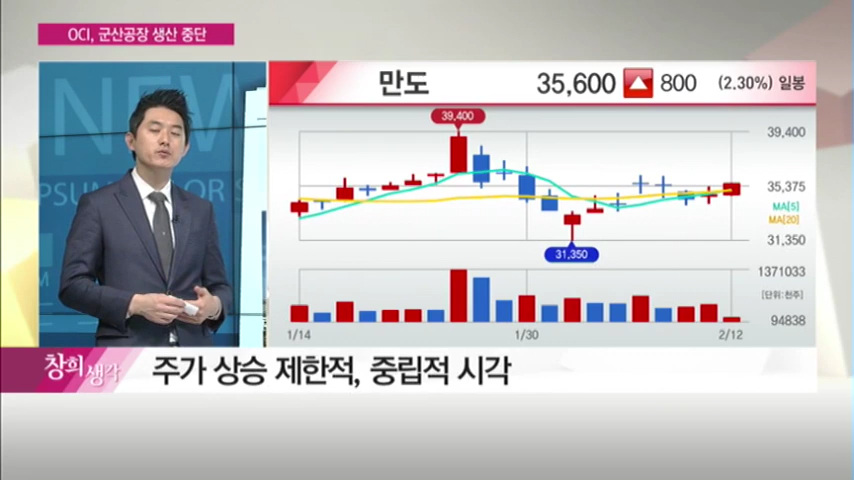 OCI, 군산공장 생산 중단
NEW
PSUM
OR S
만도 35,600 ▲ 800 (2.30%) 일봉
39,400
39,400
35,375
MA[5]
MA[20]
31,350
31,350
1371033
[단위:천주]
94838
1/14 1/30 2/12
창희생각
주가 상승 제한적, 중립적 시각